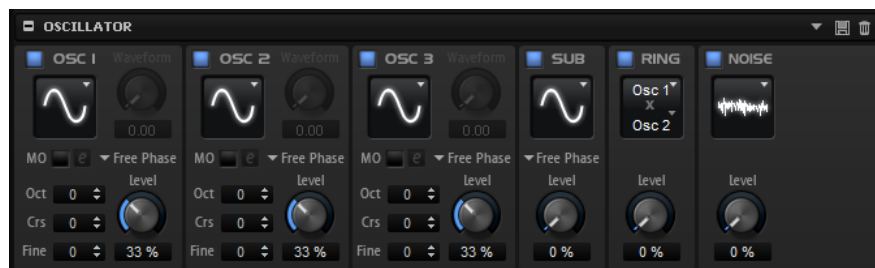 OSCILLATOR
OSC 1 Waveform OSC 2 Waveform OSC 3 Waveform SUB RING NOISE
Osc 1
X
Osc 2
0.00 0.00 0.00
MO e Free Phase MO e Free Phase MO e Free Phase Free Phase
Level Level Level Level Level Level
Oct 0 Oct 0 Oct 0
Crs 0 Crs 0 Crs 0
Fine 0 33 % Fine 0 33 % Fine 0 33 % 0 % 0 % 0 %